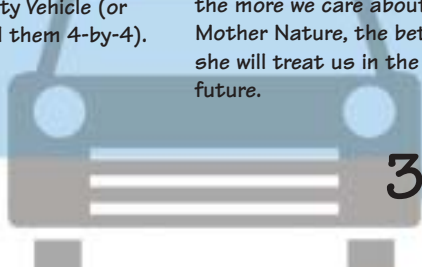 ty Vehicle (or
l them 4-by-4).
the more we care about
Mother Nature, the bet
she will treat us in the
future.
3